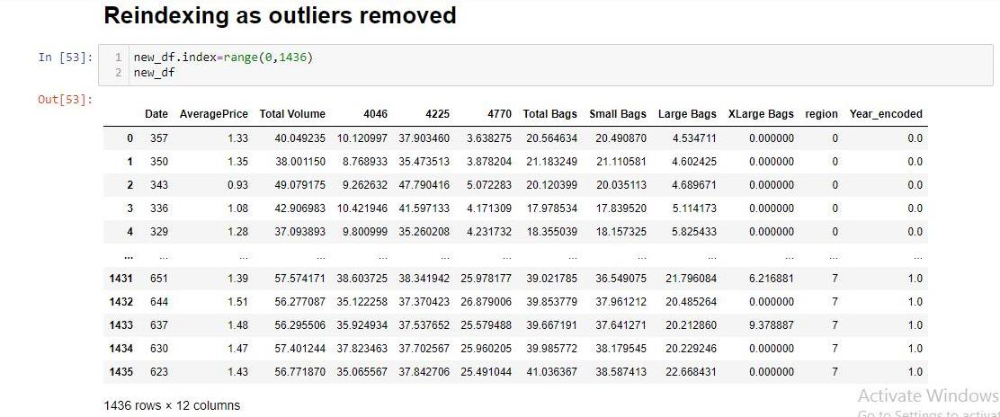 Reindexing as outliers removed
In [53]: 1 new_df.index=range(0,1436)
2 new_df
Out[53]:
Date AveragePrice Total Volume 4046 4225 4770 Total Bags Small Bags Large Bags XLarge Bags region Year_encoded
0 357 1.33 40.049235 10.120997 37.903460 3.638275 20.564634 20.490870 4.534711 0.000000 0 0.0
1 350 1.35 38.001150 8.768933 35.473513 3.878204 21.183249 21.110581 4.602425 0.000000 0 0.0
2 343 0.93 49.079175 9.262632 47.790416 5.072283 20.120399 20.035113 4.689671 0.000000 0 0.0
3 336 1.08 42.906983 10.421946 41.597133 4.171309 17.978534 17.839520 5.114173 0.000000 0 0.0
4 329 1.28 37.093893 9.800999 35.260208 4.231732 18.355039 18.157325 5.825433 0.000000 0 0.0
... ... ... ... ... ... ... ... ... ... ... ... ...
1431 651 1.39 57.574171 38.603725 38.341942 25.978177 39.021785 36.549075 21.796084 6.216881 7 1.0
1432 644 1.51 56.277087 35.122258 37.370423 26.879006 39.853779 37.961212 20.485264 0.000000 7 1.0
1433 637 1.48 56.295506 35.924934 37.537652 25.579488 39.667191 37.641271 20.212860 9.378887 7 1.0
1434 630 1.47 57.401244 37.823463 37.702567 25.960205 39.985772 38.179545 20.229246 0.000000 7 1.0
1435 623 1.43 56.771870 35.065567 37.842706 25.491044 41.036367 38.587413 22.668431 0.000000 7 1.0
1436 rows × 12 columns
Activate Windows
Go to Settings to activat